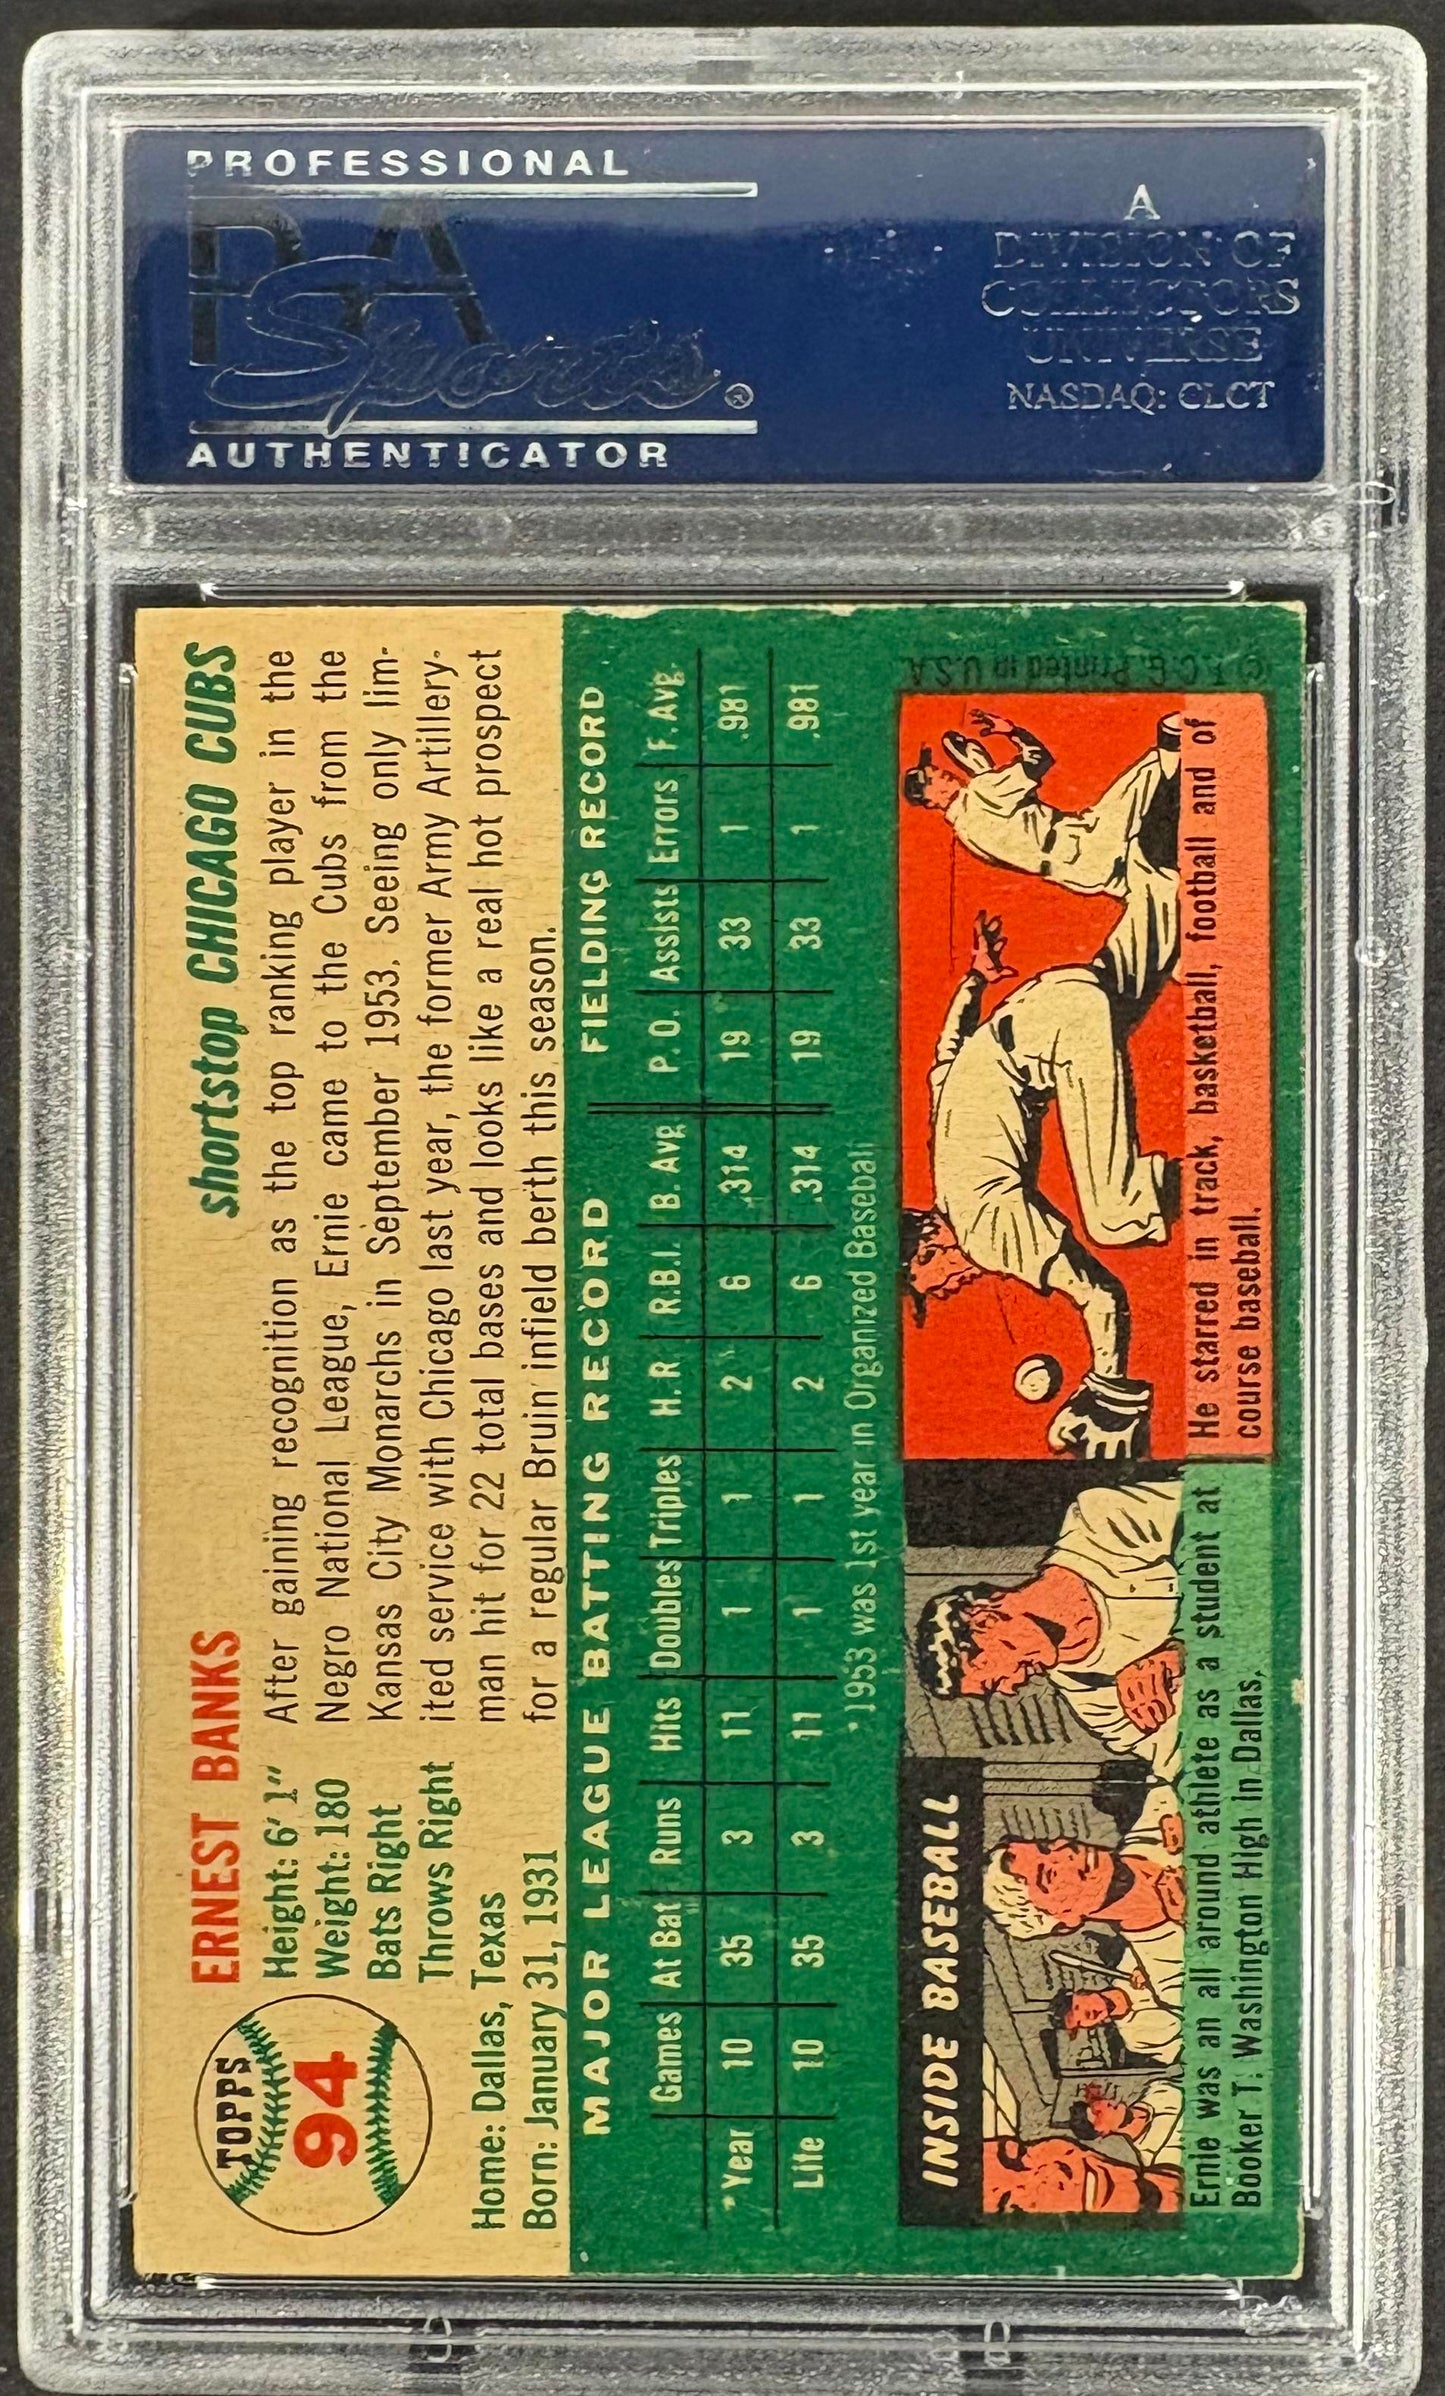 PROFESSIONAL
PSA
Sports®
AUTHENTICATOR
A
DIVISION OF
COLLECTORS
UNIVERSE
NASDAQ: CLCT
TOPPS
94
ERNEST BANKS
shortstop CHICAGO CUBS
Height: 6' 1"
Weight: 180
Bats Right
Throws Right
Home: Dallas, Texas
Born: January 31, 1931
After gaining recognition as the top ranking player in the
Negro National League, Ernie came to the Cubs from the
Kansas City Monarchs in September 1953. Seeing only lim-
ited service with Chicago last year, the former Army Artillery-
man hit for 22 total bases and looks like a real hot prospect
for a regular Bruin infield berth this season.
MAJOR LEAGUE BATTING RECORD FIELDING RECORD
Games At Bat Runs Hits Doubles Triples H. R R.B.I. B. Avg P. O. Assists Errors F. Avg.
*Year 10 35 3 11 1 1 2 6 .314 19 33 1 .981
Life 10 35 3 11 1 1 2 6 .314 19 33 1 .981
*1953 was 1st year in Organized Baseball
INSIDE BASEBALL
Ernie was an all around athlete as a student at
Booker T. Washington High in Dallas.
He starred in track, basketball, football and of
course baseball.
© T.C.G. Printed in U.S.A.